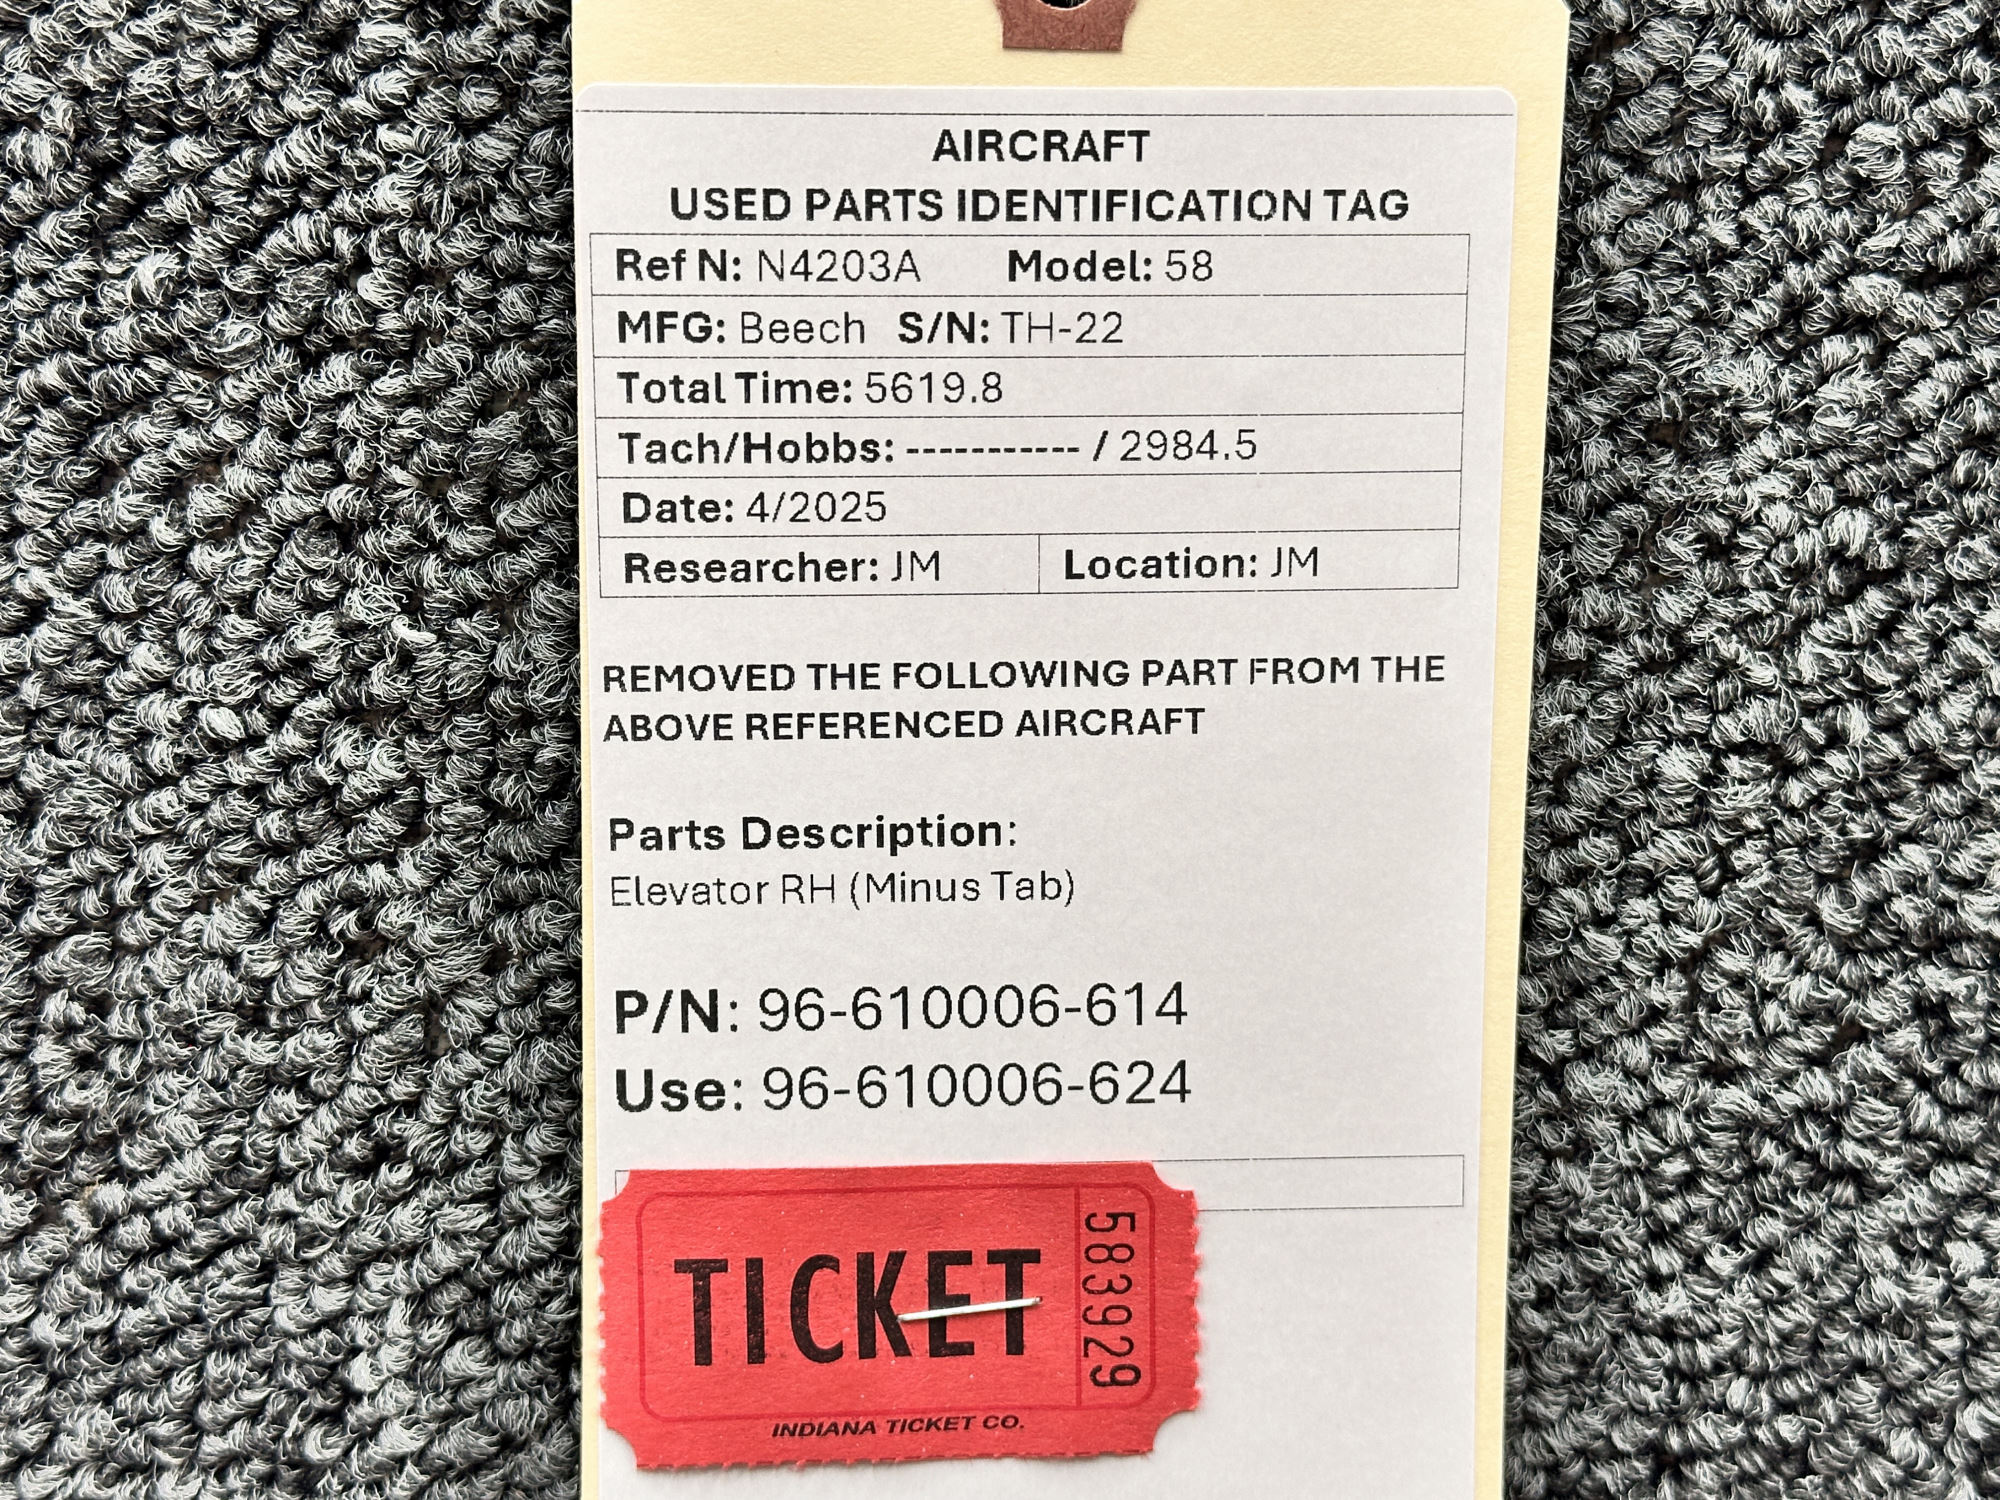 AIRCRAFT
USED PARTS IDENTIFICATION TAG
Ref N: N4203A Model: 58
MFG: Beech S/N: TH-22
Total Time: 5619.8
Tach/Hobbs: ----------- / 2984.5
Date: 4/2025
Researcher: JM Location: JM
REMOVED THE FOLLOWING PART FROM THE
ABOVE REFERENCED AIRCRAFT
Parts Description:
Elevator RH (Minus Tab)
P/N: 96-610006-614
Use: 96-610006-624
TICKET
583929
INDIANA TICKET CO.